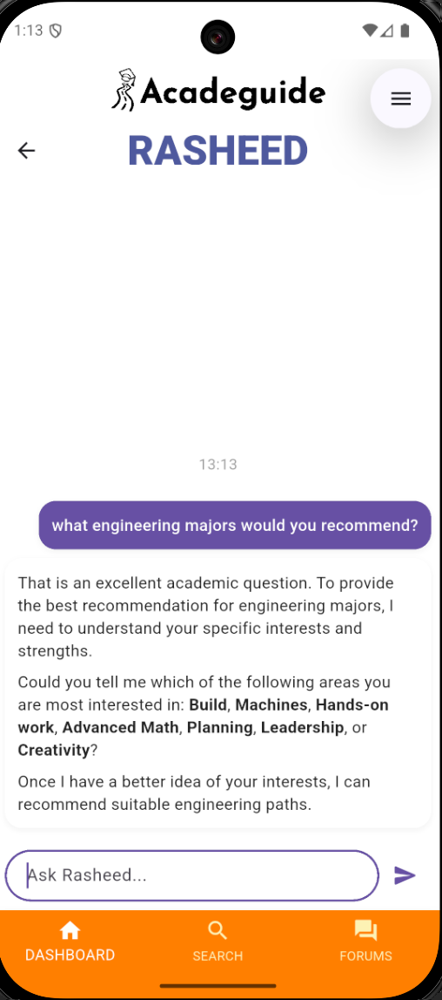 1:13
Acadeguide
RASHEED
13:13
what engineering majors would you recommend?
That is an excellent academic question. To provide
the best recommendation for engineering majors, I
need to understand your specific interests and
strengths.
Could you tell me which of the following areas you
are most interested in: Build, Machines, Hands-on
work, Advanced Math, Planning, Leadership, or
Creativity?
Once I have a better idea of your interests, I can
recommend suitable engineering paths.
Ask Rasheed...
DASHBOARD
SEARCH
FORUMS